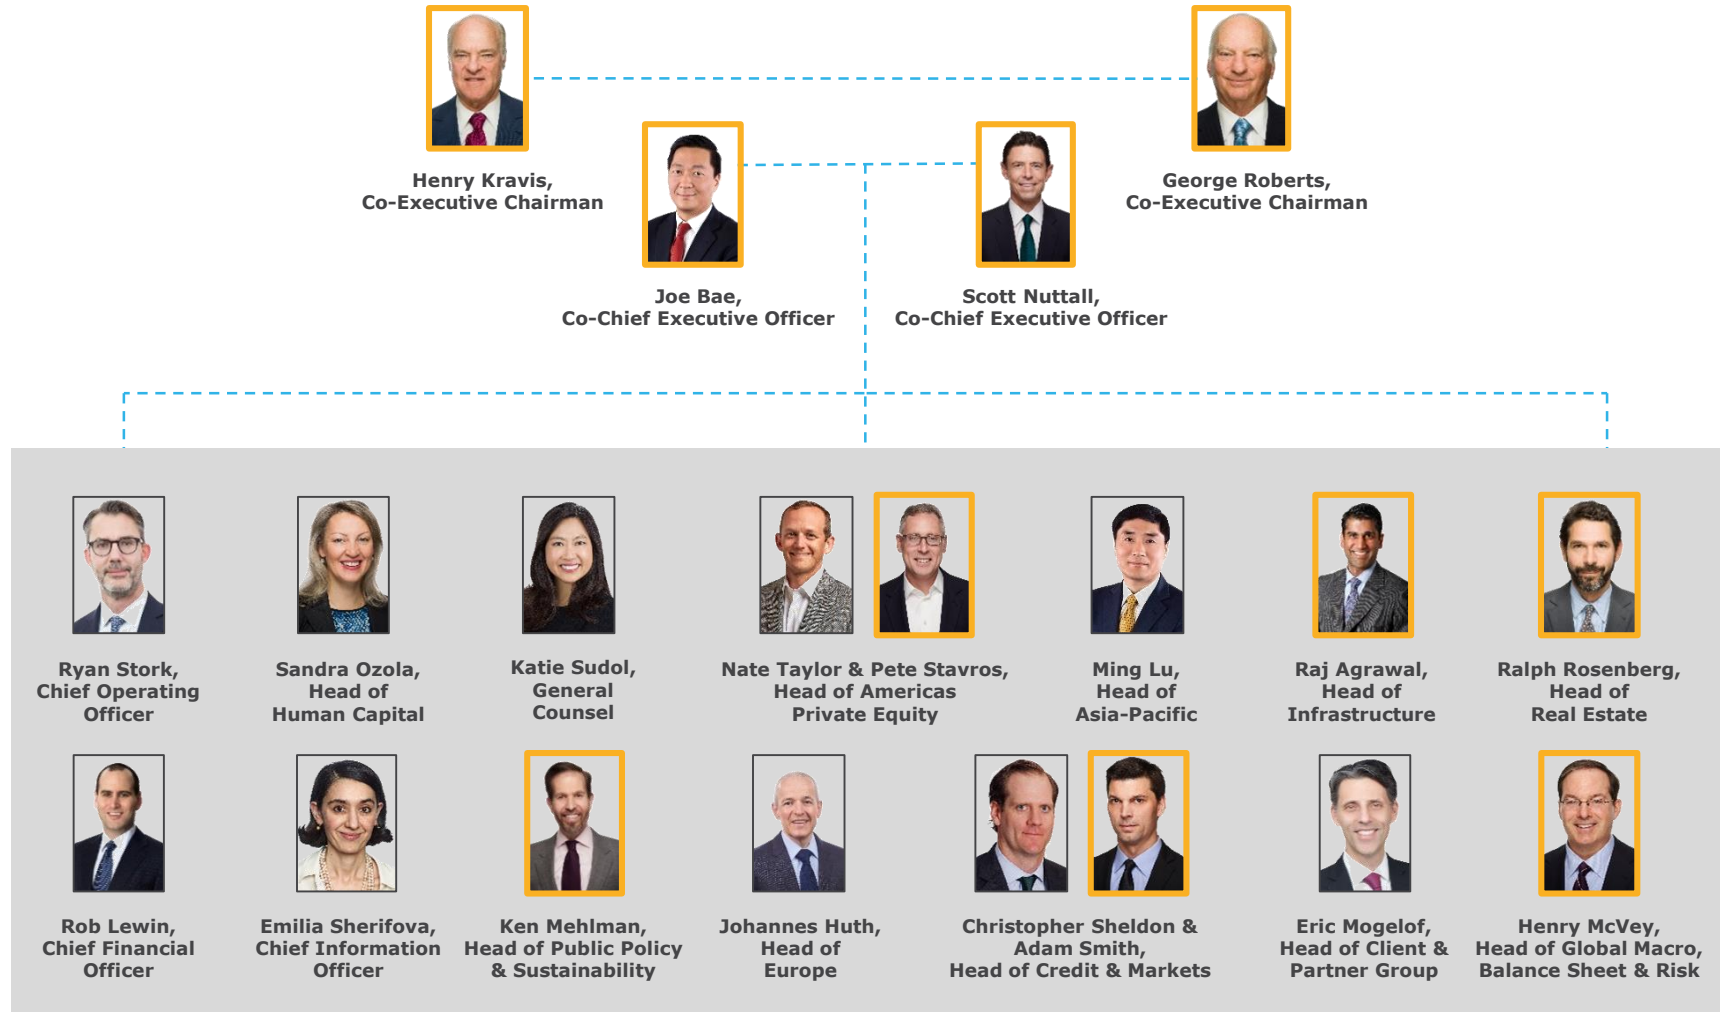 Henry Kravis,
Co-Executive Chairman
George Roberts,
Co-Executive Chairman
Joe Bae,
Co-Chief Executive Officer
Scott Nuttall,
Co-Chief Executive Officer
Ryan Stork,
Chief Operating
Officer
Sandra Ozola,
Head of
Human Capital
Katie Sudol,
General
Counsel
Nate Taylor & Pete Stavros,
Head of Americas
Private Equity
Ming Lu,
Head of
Asia-Pacific
Raj Agrawal,
Head of
Infrastructure
Ralph Rosenberg,
Head of
Real Estate
Rob Lewin,
Chief Financial
Officer
Emilia Sherifova,
Chief Information
Officer
Ken Mehlman,
Head of Public Policy
& Sustainability
Johannes Huth,
Head of
Europe
Christopher Sheldon &
Adam Smith,
Head of Credit & Markets
Eric Mogelof,
Head of Client &
Partner Group
Henry McVey,
Head of Global Macro,
Balance Sheet & Risk